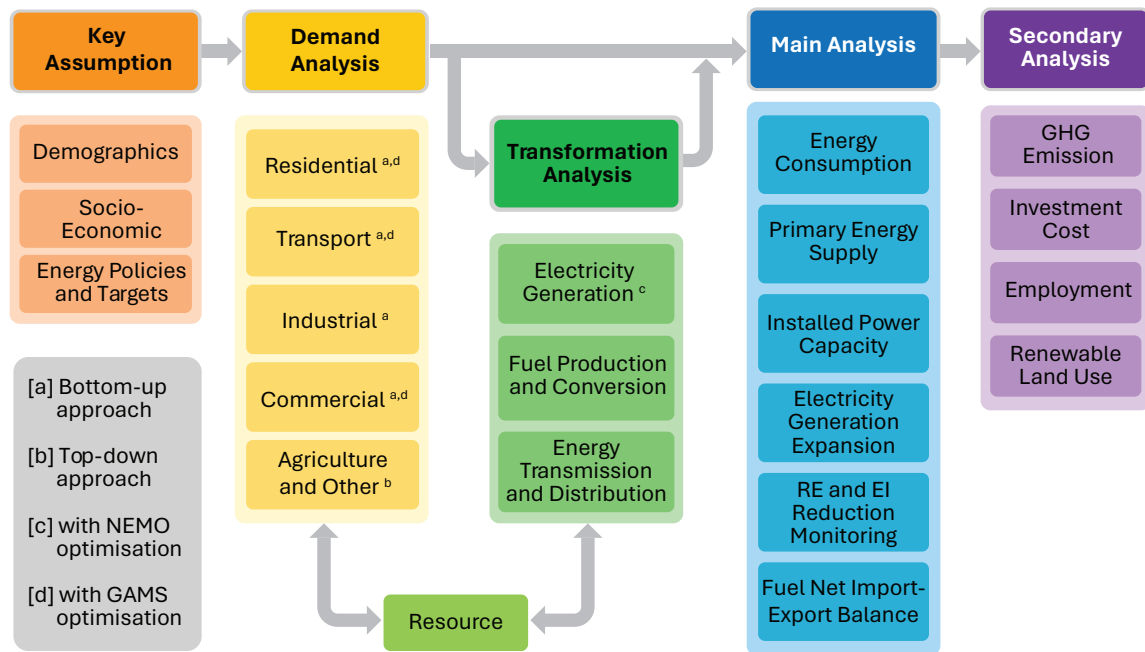 Key
Assumption
Demographics
Socio-
Economic
Energy Policies
and Targets
[a] Bottom-up
approach
[b] Top-down
approach
[c] with NEMO
optimisation
[d] with GAMS
optimisation
Demand
Analysis
Residential a,d
Transport a,d
Industrial a
Commercial a,d
Agriculture
and Other b
Transformation
Analysis
Electricity
Generation c
Fuel Production
and Conversion
Energy
Transmission
and Distribution
Resource
Main Analysis
Energy
Consumption
Primary Energy
Supply
Installed Power
Capacity
Electricity
Generation
Expansion
RE and EI
Reduction
Monitoring
Fuel Net Import-
Export Balance
Secondary
Analysis
GHG
Emission
Investment
Cost
Employment
Renewable
Land Use